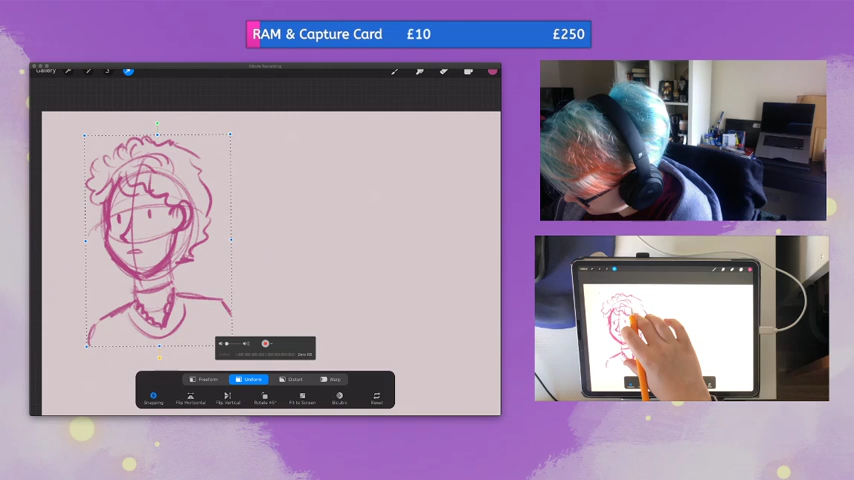 RAM & Capture Card £10 £250
Gallery
Freeform Uniform Distort Warp
Snapping Flip Horizontal Flip Vertical Rotate 45° Fit to Screen Bicubic Reset